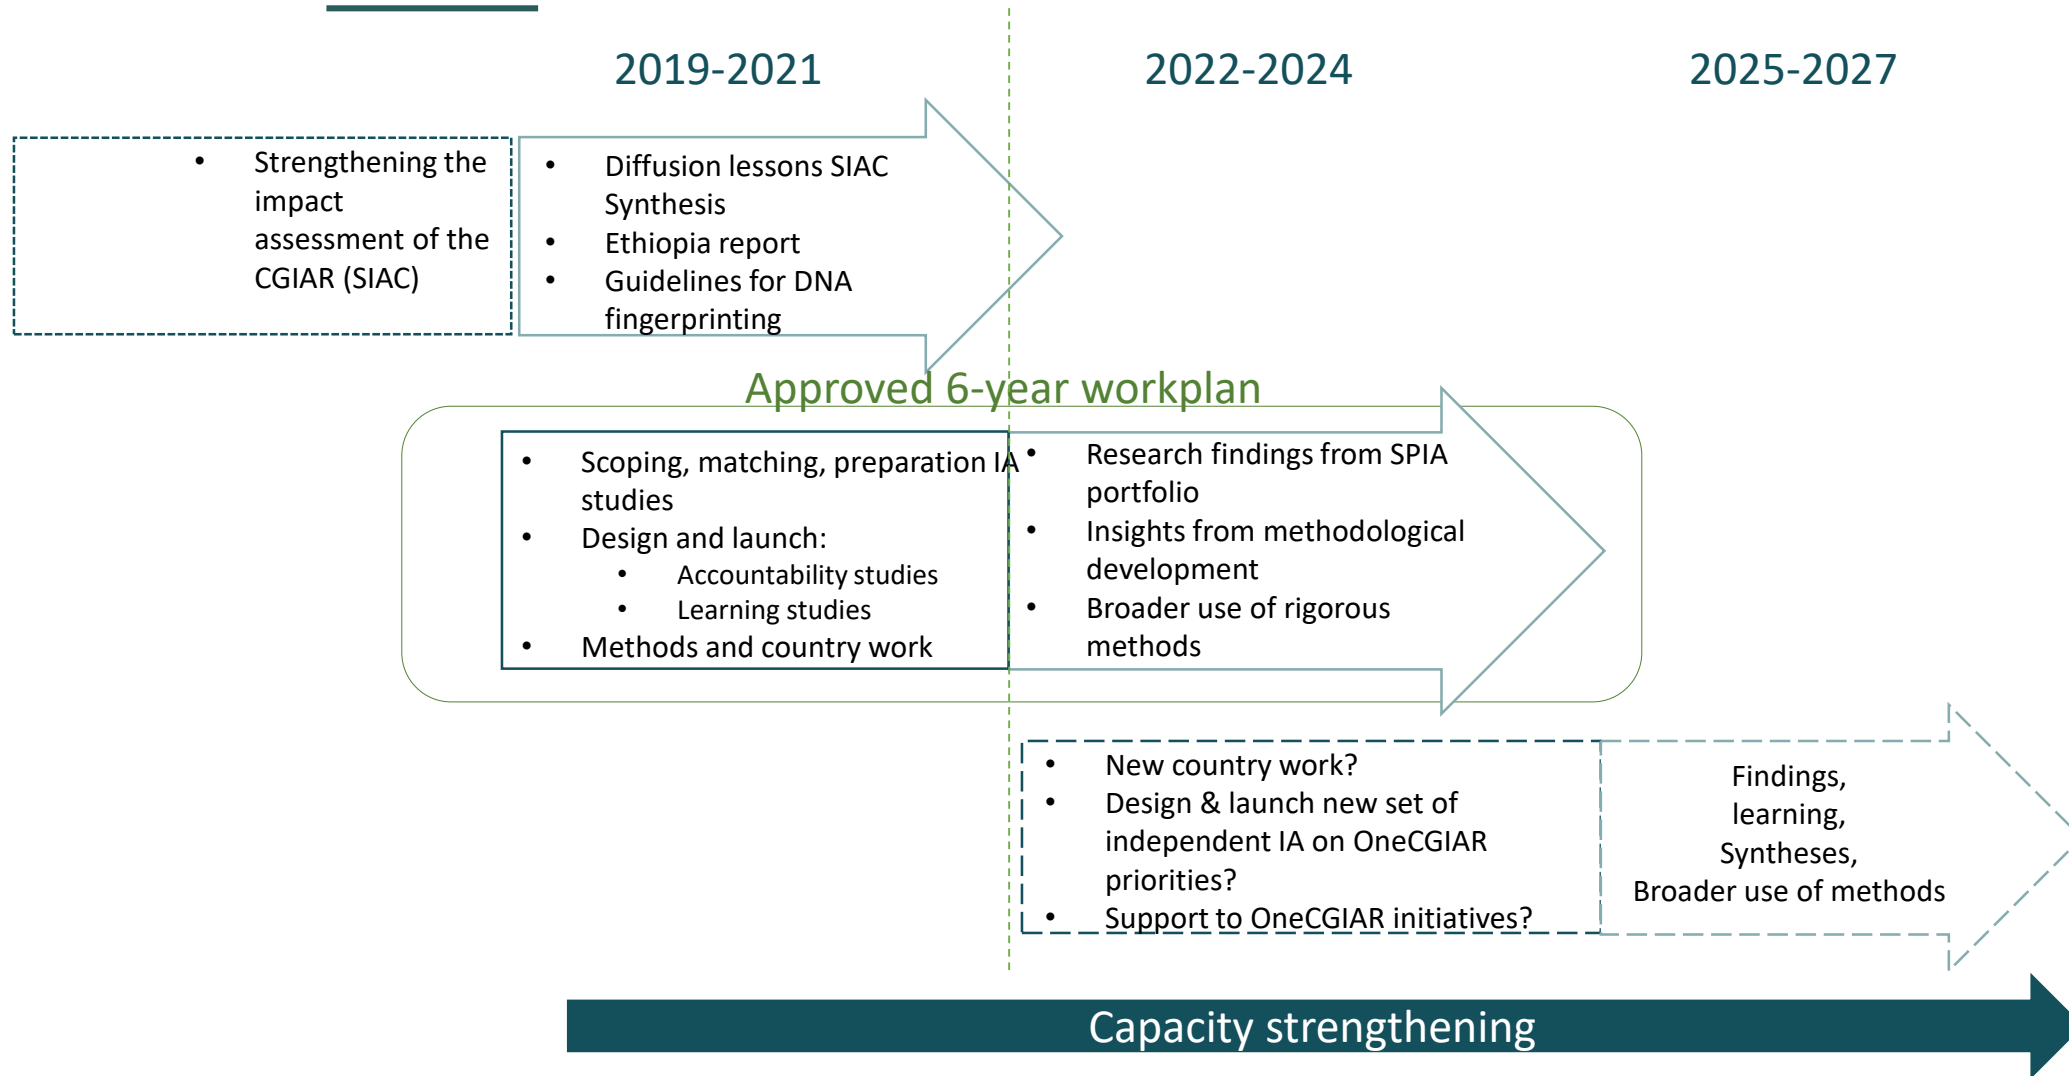 2019-2021
2022-2024
2025-2027
• Strengthening the
impact
assessment of the
CGIAR (SIAC)
• Diffusion lessons SIAC
Synthesis
• Ethiopia report
• Guidelines for DNA
fingerprinting
Approved 6-year workplan
• Scoping, matching, preparation IA
studies
• Design and launch:
• Accountability studies
• Learning studies
• Methods and country work
• Research findings from SPIA
portfolio
• Insights from methodological
development
• Broader use of rigorous
methods
• New country work?
• Design & launch new set of
independent IA on OneCGIAR
priorities?
• Support to OneCGIAR initiatives?
Findings,
learning,
Syntheses,
Broader use of methods
Capacity strengthening